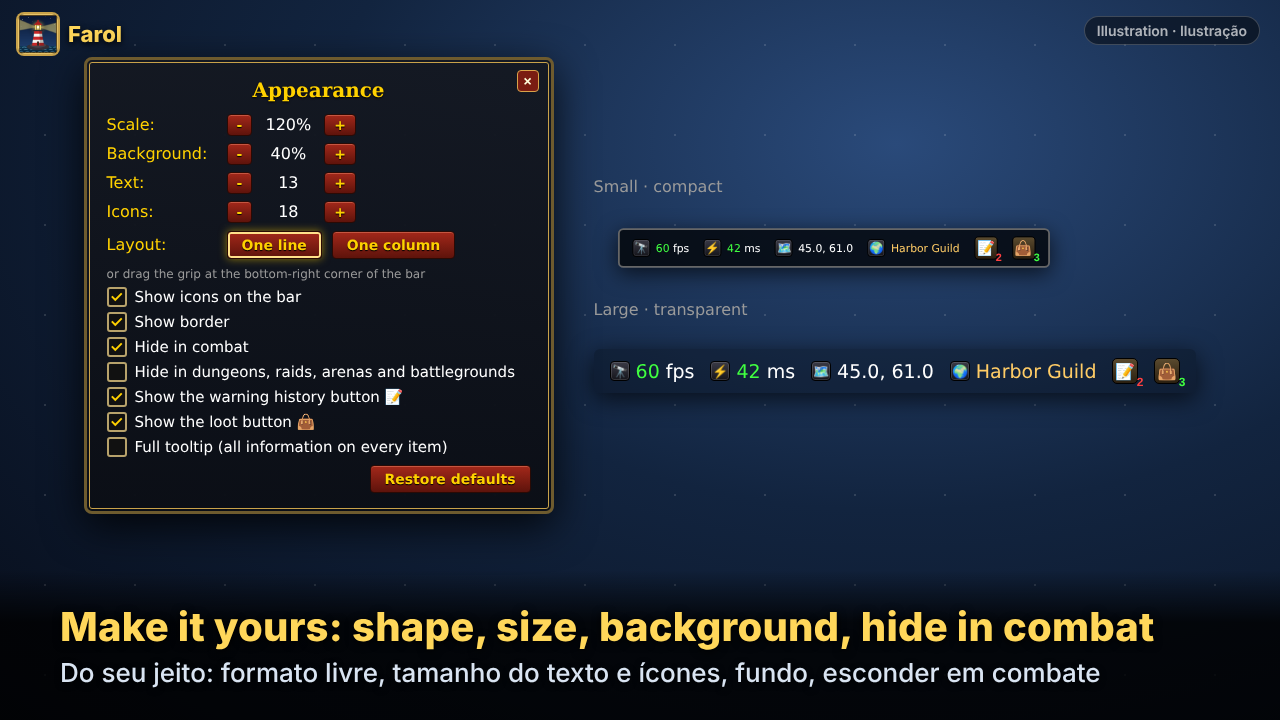 Farol
Illustration · Ilustração
Appearance
×
Scale: - 120% +
Background: - 40% +
Text: - 13 +
Icons: - 18 +
Layout: One line One column
or drag the grip at the bottom-right corner of the bar
Show icons on the bar
Show border
Hide in combat
Hide in dungeons, raids, arenas and battlegrounds
Show the warning history button 📝
Show the loot button 👜
Full tooltip (all information on every item)
Restore defaults
Small · compact
60 fps 42 ms 45.0, 61.0 Harbor Guild 2 3
Large · transparent
60 fps 42 ms 45.0, 61.0 Harbor Guild 2 3
Make it yours: shape, size, background, hide in combat
Do seu jeito: formato livre, tamanho do texto e ícones, fundo, esconder em combate